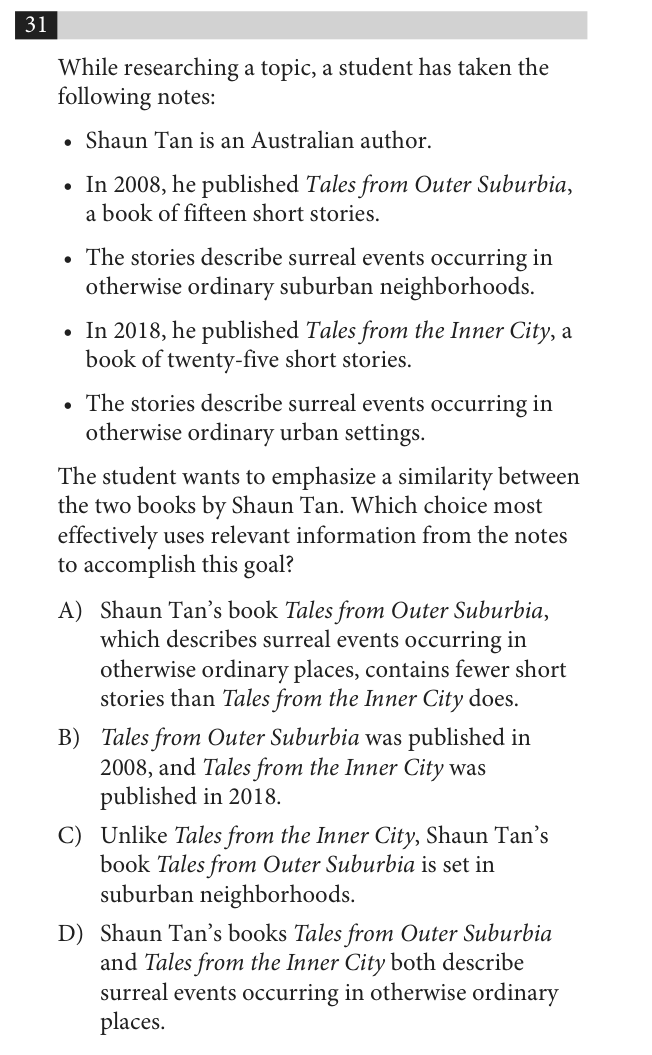 31
While researching a topic, a student has taken the
following notes:
• Shaun Tan is an Australian author.
• In 2008, he published Tales from Outer Suburbia,
a book of fifteen short stories.
• The stories describe surreal events occurring in
otherwise ordinary suburban neighborhoods.
• In 2018, he published Tales from the Inner City, a
book of twenty-five short stories.
• The stories describe surreal events occurring in
otherwise ordinary urban settings.
The student wants to emphasize a similarity between
the two books by Shaun Tan. Which choice most
effectively uses relevant information from the notes
to accomplish this goal?
A) Shaun Tan’s book Tales from Outer Suburbia,
which describes surreal events occurring in
otherwise ordinary places, contains fewer short
stories than Tales from the Inner City does.
B) Tales from Outer Suburbia was published in
2008, and Tales from the Inner City was
published in 2018.
C) Unlike Tales from the Inner City, Shaun Tan’s
book Tales from Outer Suburbia is set in
suburban neighborhoods.
D) Shaun Tan’s books Tales from Outer Suburbia
and Tales from the Inner City both describe
surreal events occurring in otherwise ordinary
places.